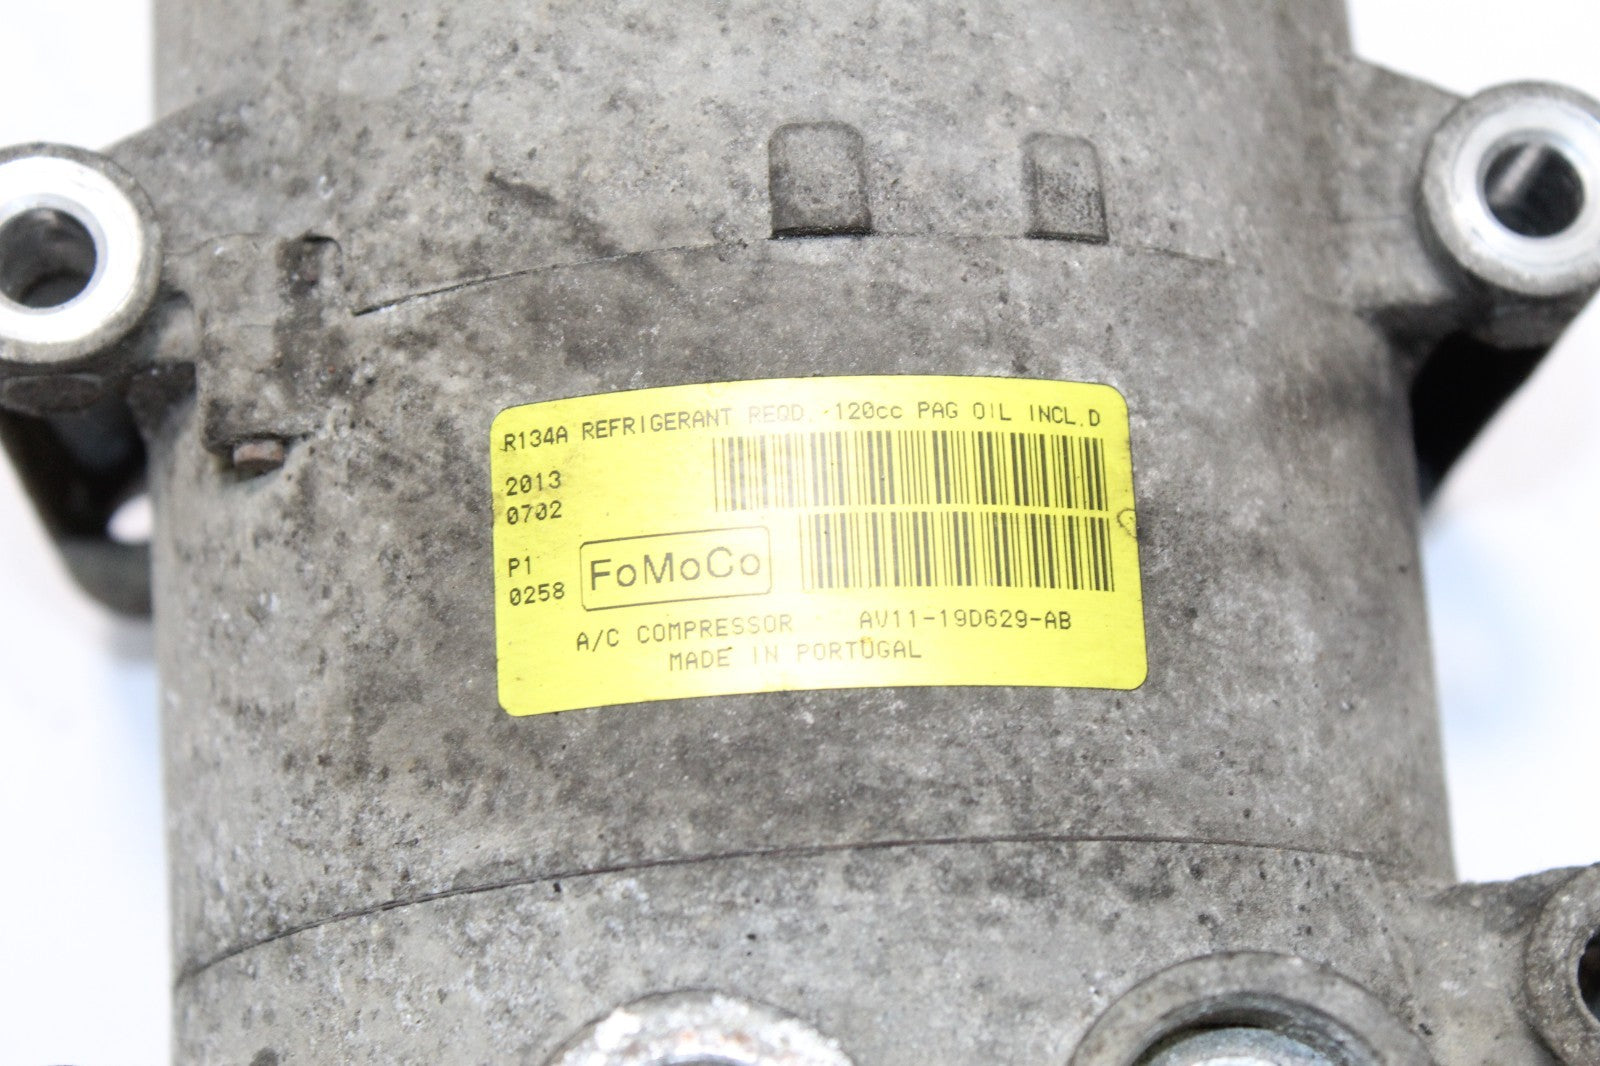 R134A REFRIGERANT REQD. 120cc PAG OIL INCL.D
2013
0702
P1
0258
FoMoCo
A/C COMPRESSOR AV11-19D629-AB
MADE IN PORTUGAL